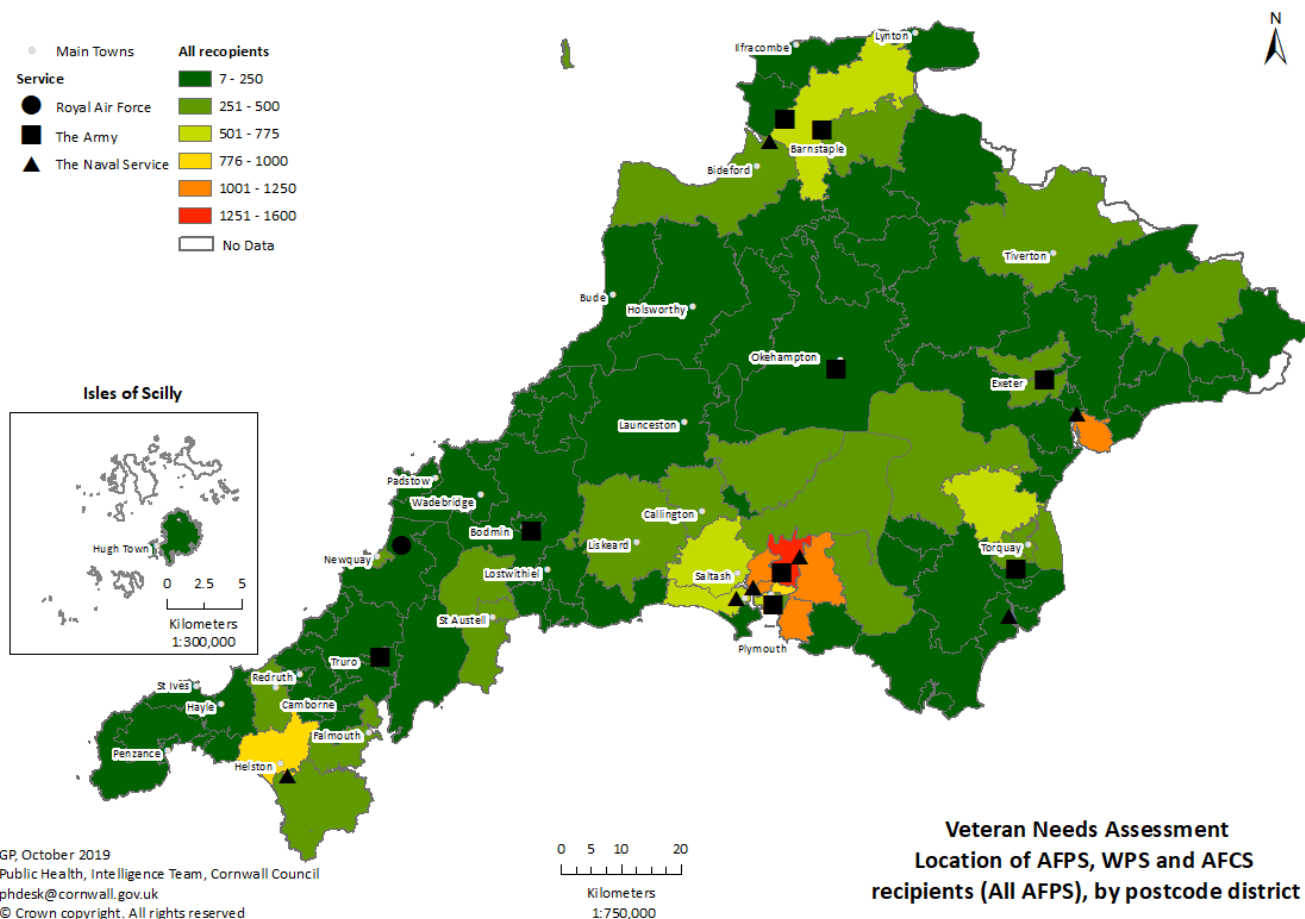 N
Main Towns
All recopients
Service
7 - 250
Royal Air Force
251 - 500
The Army
501 - 775
The Naval Service
776 - 1000
1001 - 1250
1251 - 1600
No Data
Ilfracombe
Lynton
Barnstaple
Bideford
Tiverton
Bude
Holsworthy
Okehampton
Exeter
Launceston
Padstow
Wadebridge
Callington
Bodmin
Newquay
Liskeard
Torquay
Lostwithiel
Saltash
St Austell
Plymouth
Truro
Redruth
St Ives
Hayle
Camborne
Falmouth
Penzance
Helston
Isles of Scilly
Hugh Town
0 2.5 5
Kilometers
1:300,000
0 5 10 20
Kilometers
1:750,000
Veteran Needs Assessment
Location of AFPS, WPS and AFCS
recipients (All AFPS), by postcode district
GP, October 2019
Public Health, Intelligence Team, Cornwall Council
phdesk@cornwall.gov.uk
© Crown copyright. All rights reserved